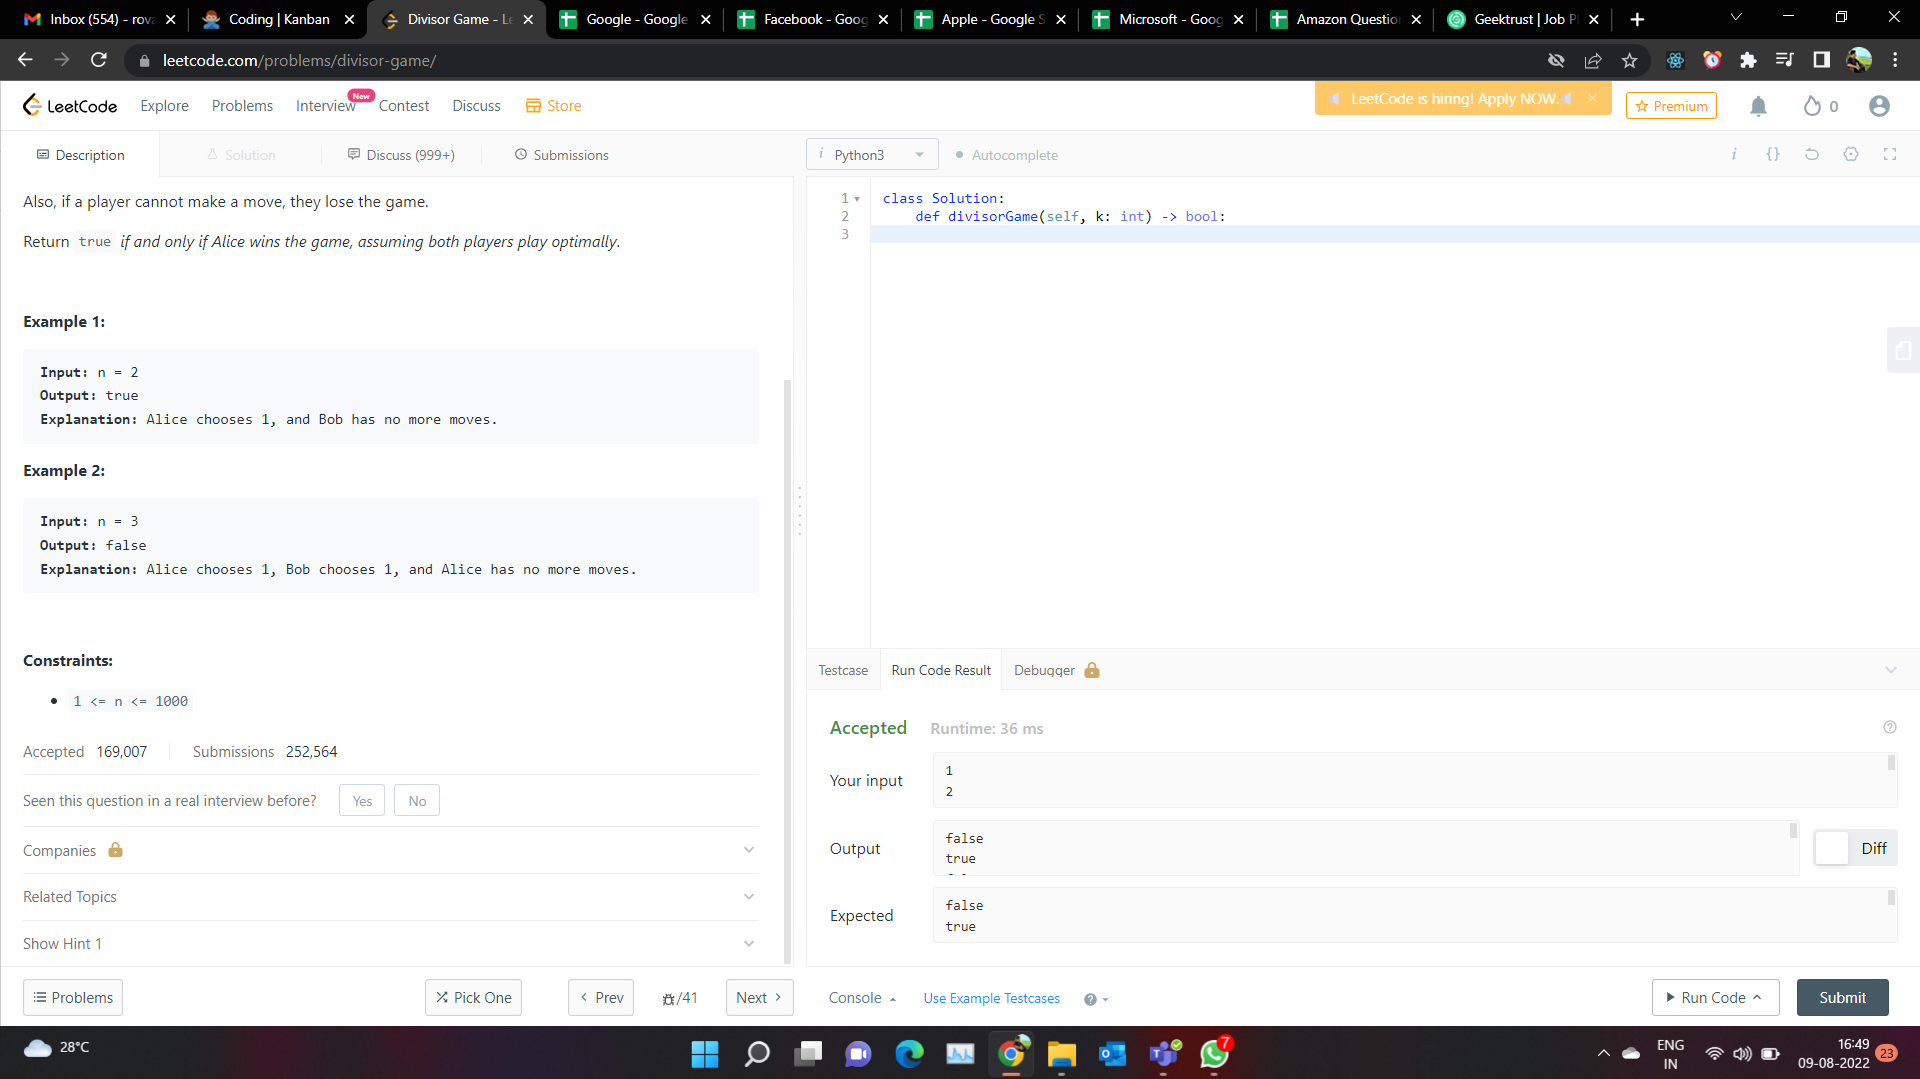 Inbox (554) - rova
Coding | Kanban
Divisor Game - Le
Google - Google
Facebook - Goog
Apple - Google S
Microsoft - Goog
Amazon Question
Geektrust | Job P
leetcode.com/problems/divisor-game/
LeetCode
Explore
Problems
Interview
New
Contest
Discuss
Store
LeetCode is hiring! Apply NOW.
Premium
0
Description
Solution
Discuss (999+)
Submissions
i Python3
Autocomplete
i {}
Also, if a player cannot make a move, they lose the game.
Return true if and only if Alice wins the game, assuming both players play optimally.
Example 1:
Input: n = 2
Output: true
Explanation: Alice chooses 1, and Bob has no more moves.
Example 2:
Input: n = 3
Output: false
Explanation: Alice chooses 1, Bob chooses 1, and Alice has no more moves.
Constraints:
1 <= n <= 1000
Accepted 169,007 Submissions 252,564
Seen this question in a real interview before? Yes No
Companies
Related Topics
Show Hint 1
1 class Solution:
2 def divisorGame(self, k: int) -> bool:
3
Testcase
Run Code Result
Debugger
Accepted Runtime: 36 ms
Your input
1
2
Output
false
true
Diff
Expected
false
true
Problems
Pick One
Prev
/41
Next
Console
Use Example Testcases
Run Code
Submit
28°C
7
ENG
IN
16:49
09-08-2022
23